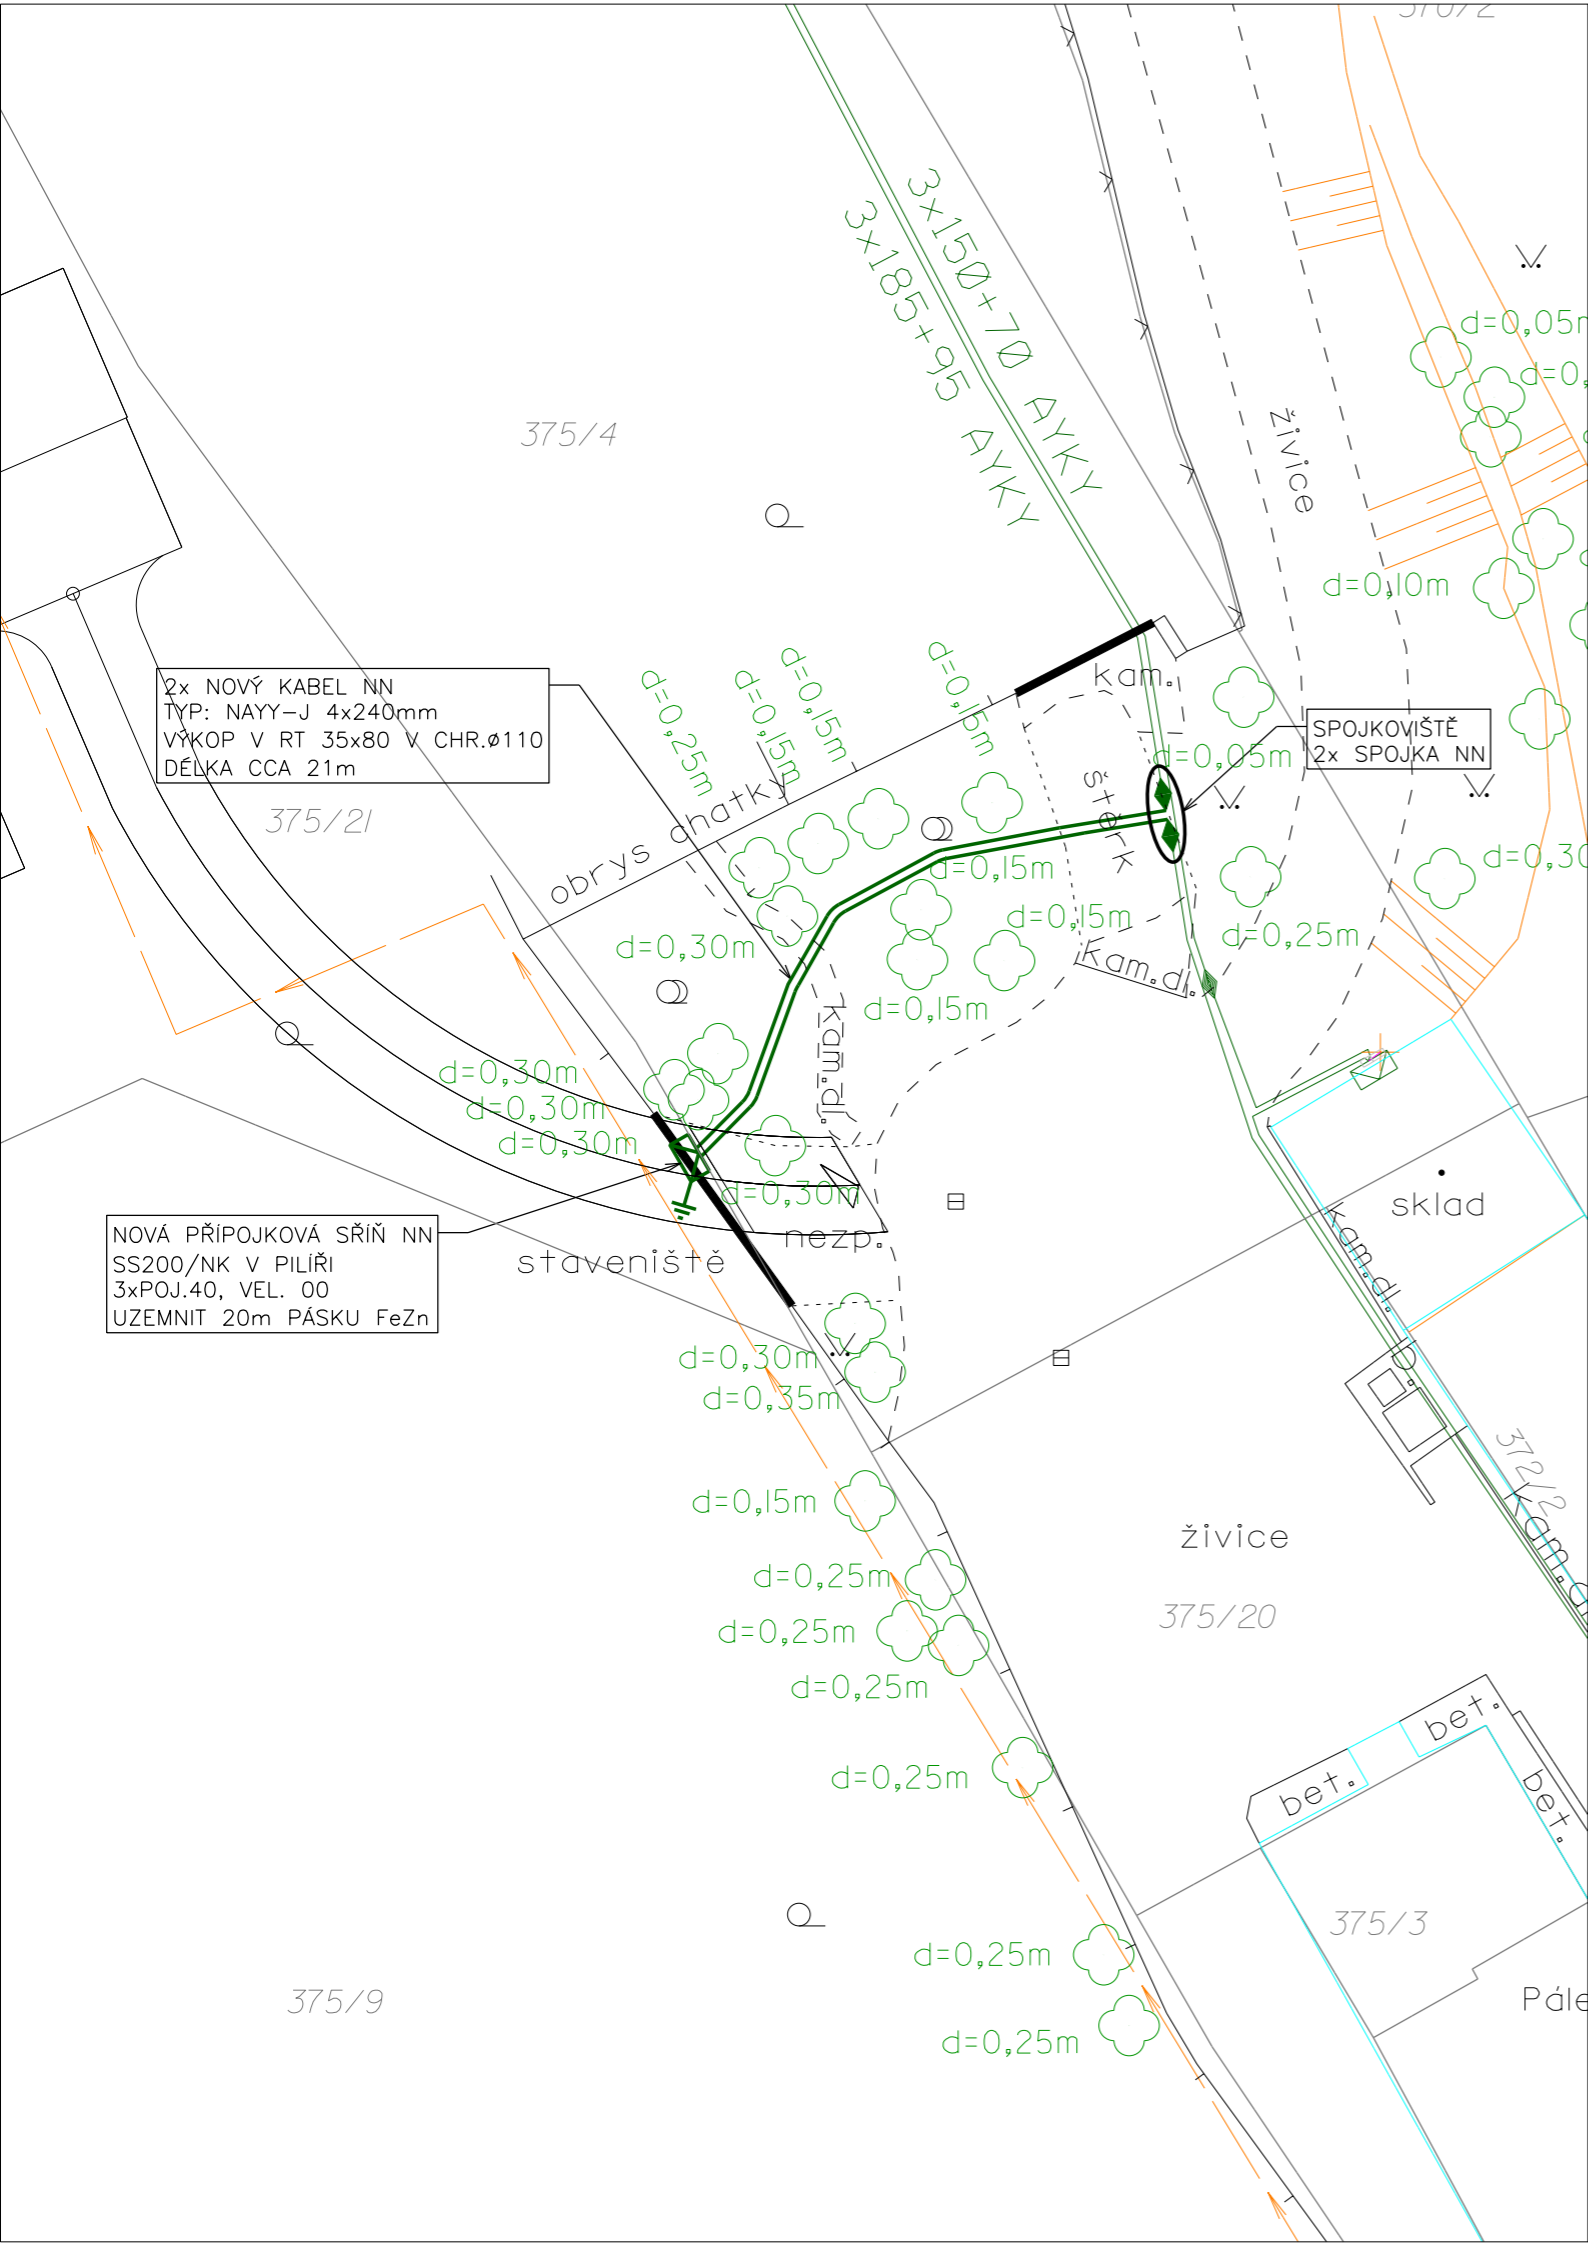 3x150+70 AYKY
3x185+95 AYKY
živice
375/4
d=0,10m
2x NOVÝ KABEL NN
TYP: NAYY-J 4x240mm
VÝKOP V RT 35x80 V CHR.ø110
DÉLKA CCA 21m
d=0,25m
d=0,15m
d=0,15m
d=0,15m
kam.
SPOJKOVIŠTĚ
2x SPOJKA NN
d=0,05m
štěrk
375/21
obrys chatky
d=0,15m
d=0,15m
d=0,30m
d=0,25m
kam.dl.
d=0,15m
kam.dl.
d=0,30m
d=0,30m
d=0,30m
d=0,30m
sklad
NOVÁ PŘÍPOJKOVÁ SŘÍŇ NN
SS200/NK V PILÍŘI
3xPOJ.40, VEL. 00
UZEMNIT 20m PÁSKU FeZn
staveniště
nezp.
kam.dl.
d=0,30m
d=0,35m
372/2
d=0,15m
živice
d=0,25m
375/20
d=0,25m
d=0,25m
bet.
bet.
bet.
d=0,25m
375/3
d=0,25m
375/9
d=0,25m